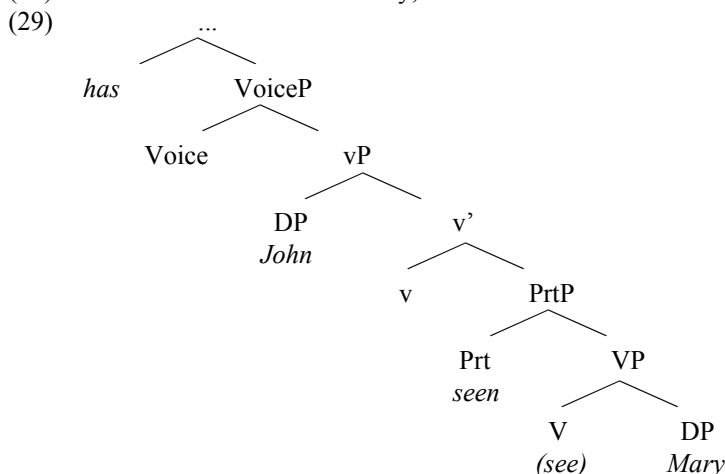 (29)
...
has VoiceP
Voice vP
DP v’
John
v PrtP
Prt VP
seen
V DP
(see) Mary